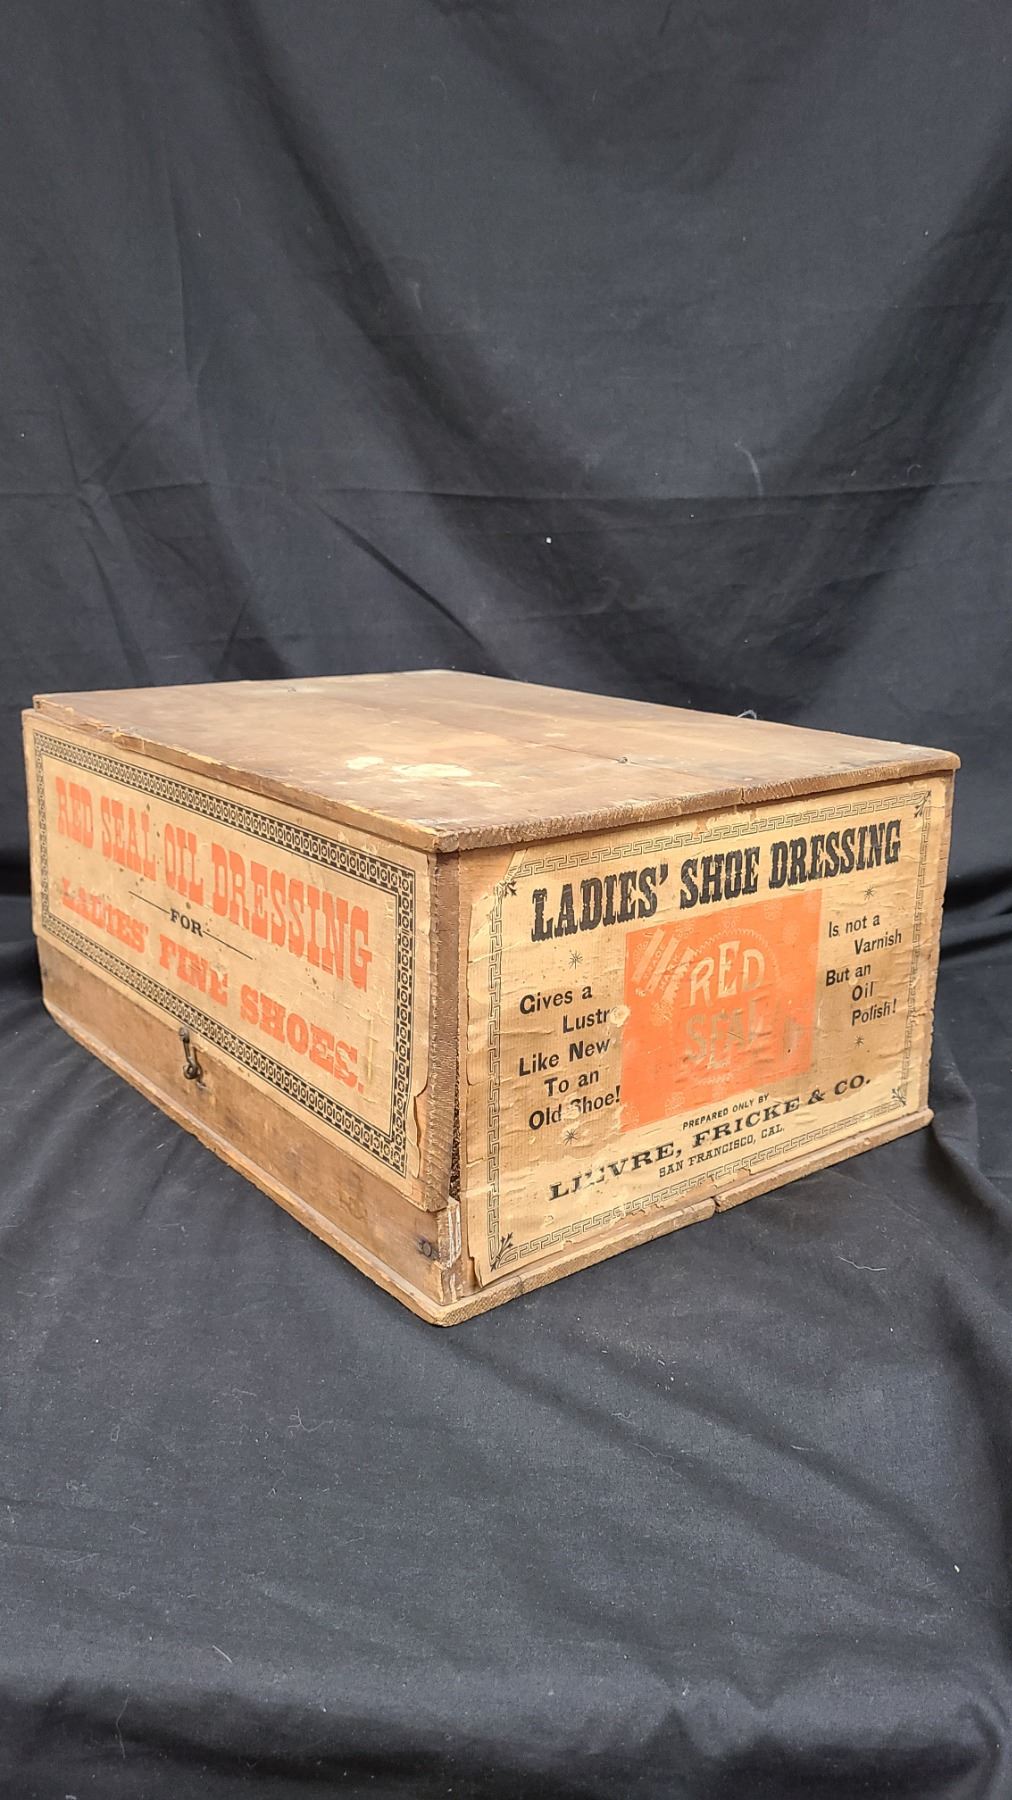 RED SEAL OIL DRESSING
FOR
LADIES' FINE SHOES.
LADIES' SHOE DRESSING
Gives a
Lustr
Like New
To an
Old Shoe!
RED
SEAL
Is not a
Varnish
But an
Oil
Polish!
PREPARED ONLY BY
LIEVRE, FRICKE & CO.
SAN FRANCISCO, CAL.